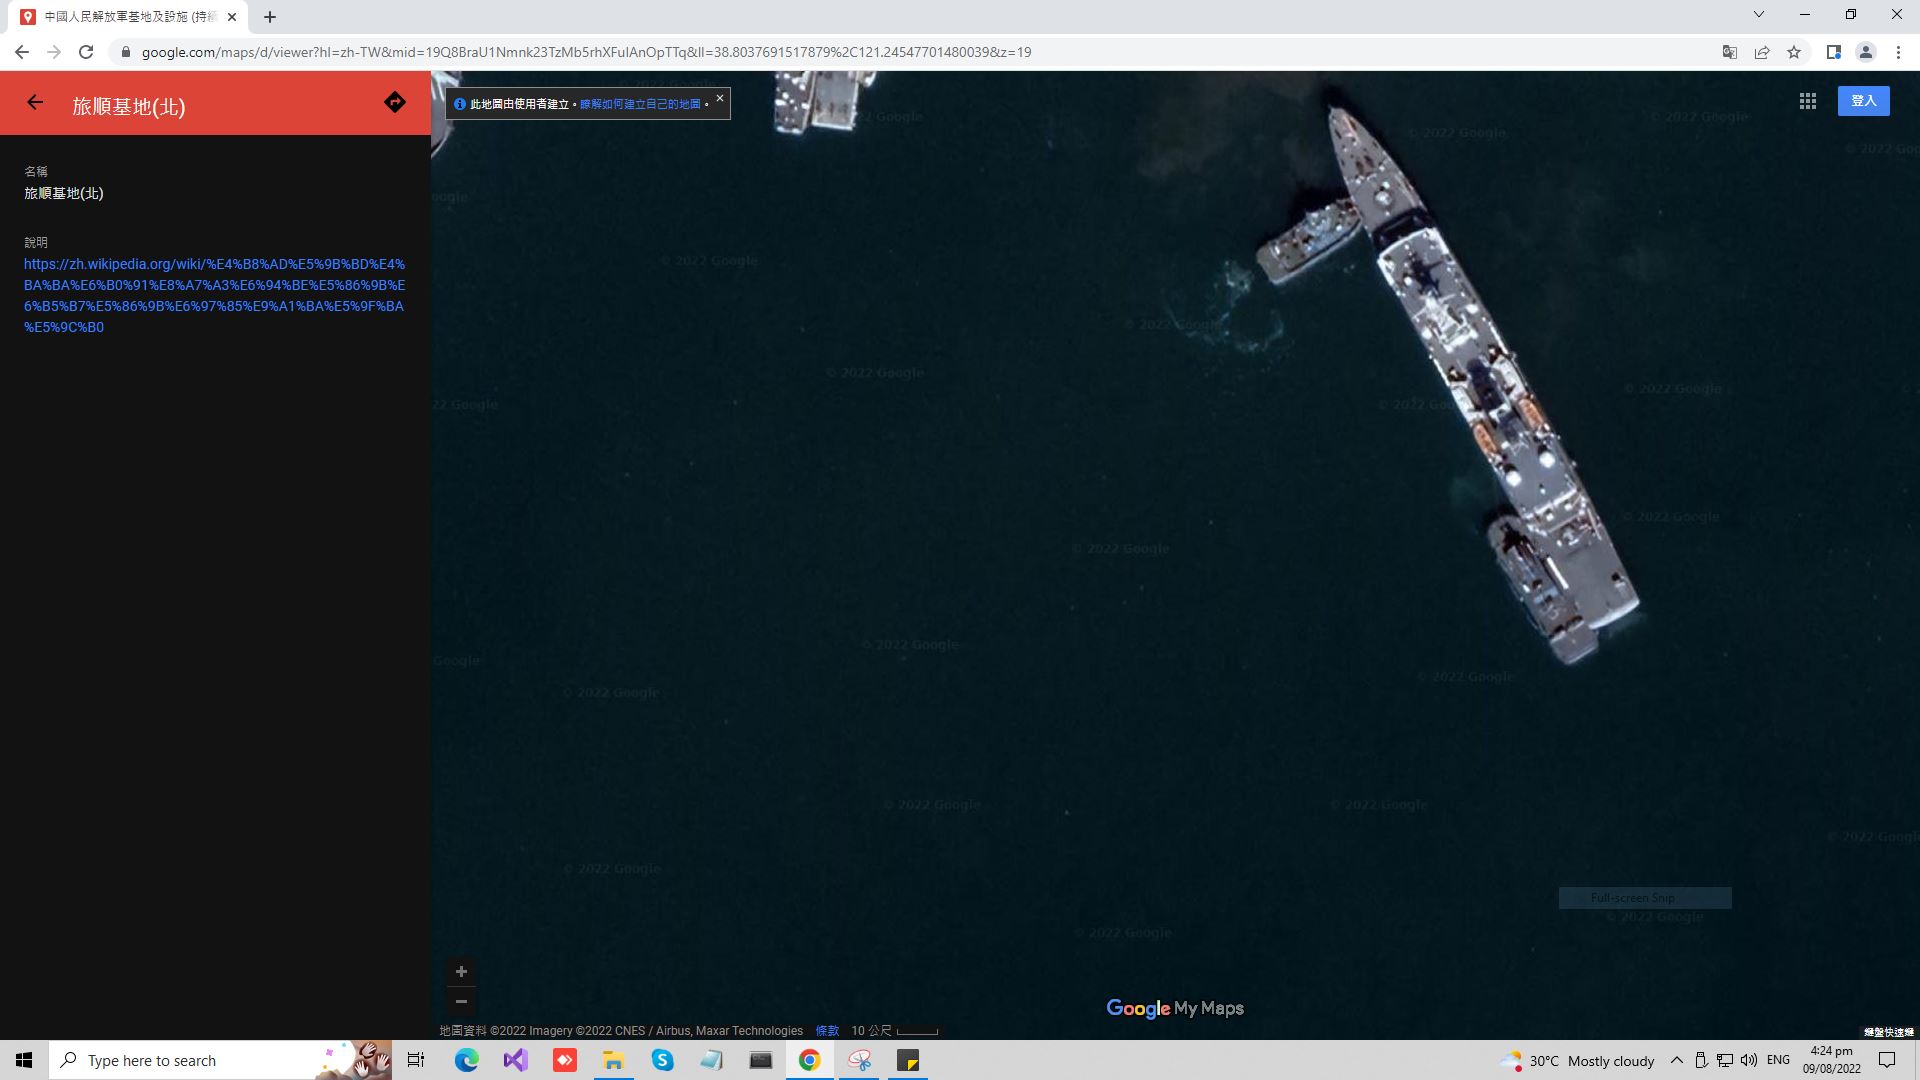 中國人民解放軍基地及設施 (持續
google.com/maps/d/viewer?hl=zh-TW&mid=19Q8BraU1Nmnk23TzMb5rhXFulAnOpTTq&ll=38.8037691517879%2C121.24547701480039&z=19
旅順基地(北)
此地圖由使用者建立。瞭解如何建立自己的地圖。
登入
名稱
旅順基地(北)
說明
https://zh.wikipedia.org/wiki/%E4%B8%AD%E5%9B%BD%E4%
BA%BA%E6%B0%91%E8%A7%A3%E6%94%BE%E5%86%9B%E
6%B5%B7%E5%86%9B%E6%97%85%E9%A1%BA%E5%9F%BA
%E5%9C%B0
© 2022 Google
Full-screen Snip
Google My Maps
地圖資料 ©2022 Imagery ©2022 CNES / Airbus, Maxar Technologies 條款 10 公尺
鍵盤快速鍵
Type here to search
30°C Mostly cloudy
ENG
4:24 pm
09/08/2022